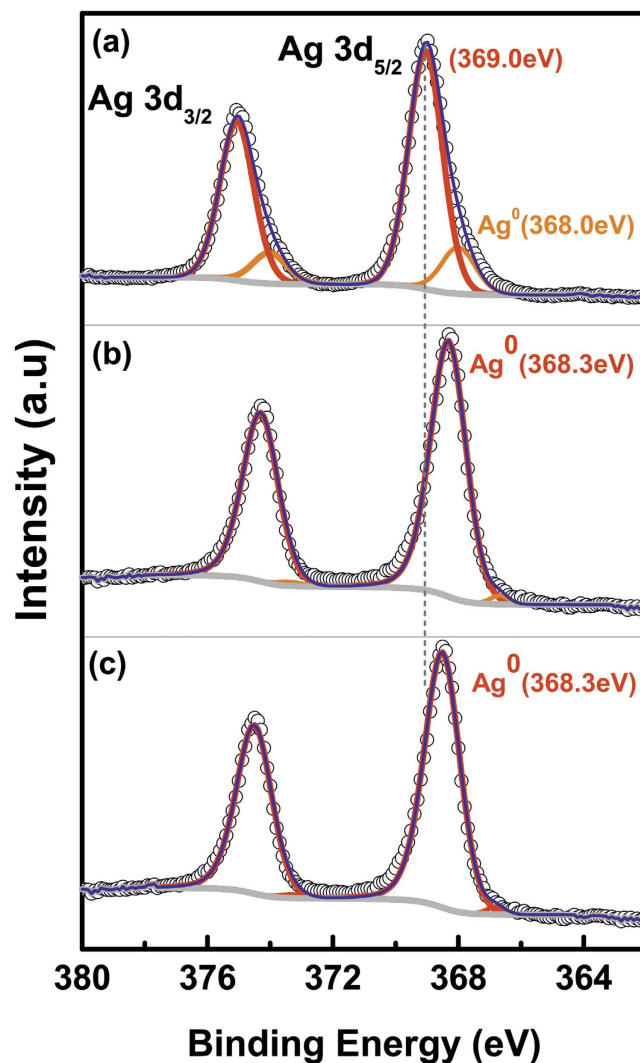 (a)
Ag 3d5/2 (369.0eV)
Ag 3d3/2
Ag0(368.0eV)
(b)
Ag0(368.3eV)
(c)
Ag0(368.3eV)
Intensity (a.u)
380 376 372 368 364
Binding Energy (eV)